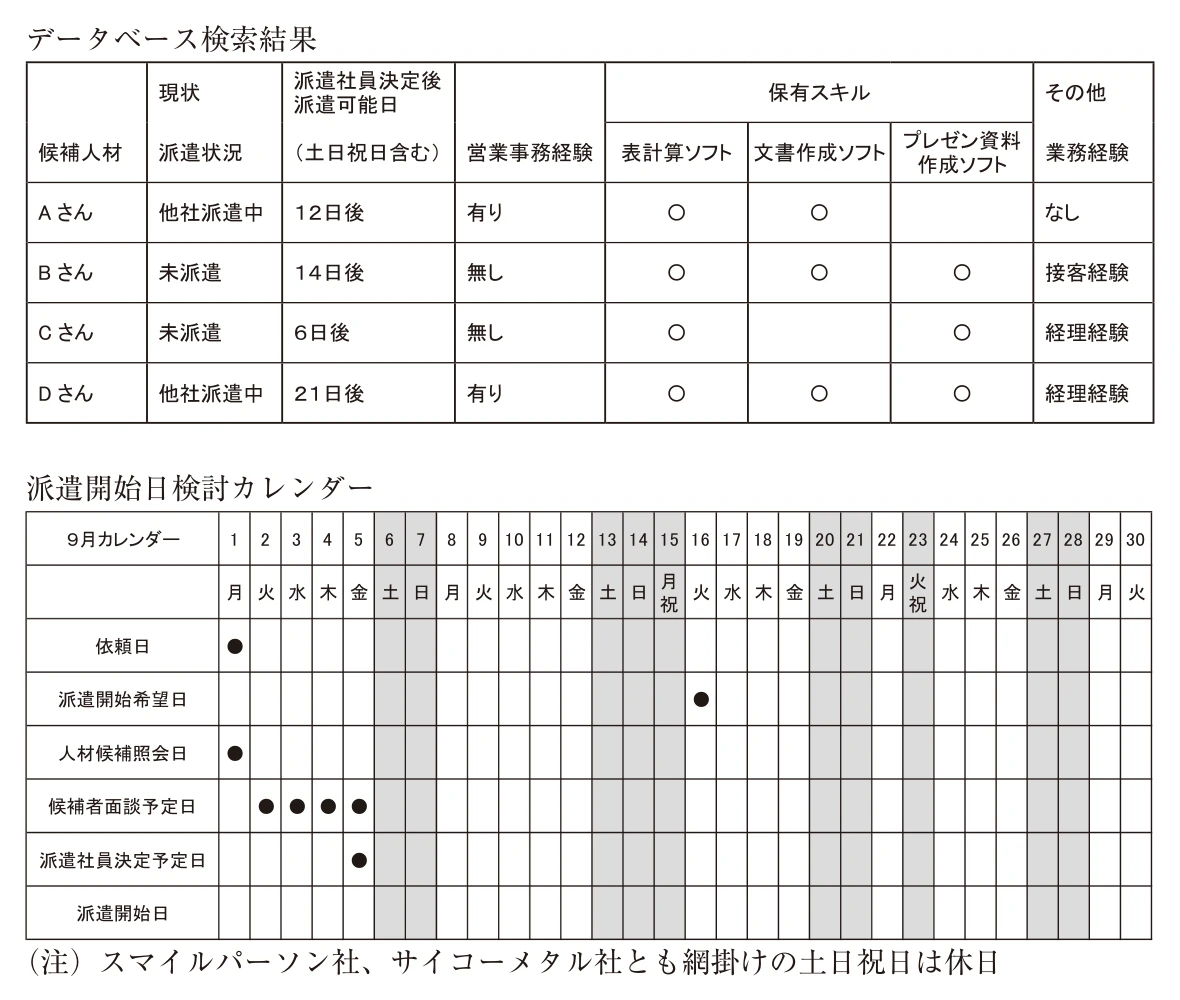 データベース検索結果
候補人材 現状 派遣状況 派遣社員決定後 派遣可能日 （土日祝日含む） 営業事務経験 保有スキル その他 業務経験
表計算ソフト 文書作成ソフト プレゼン資料 作成ソフト
Aさん 他社派遣中 12日後 有り ○ ○ なし
Bさん 未派遣 14日後 無し ○ ○ ○ 接客経験
Cさん 未派遣 6日後 無し ○ ○ 経理経験
Dさん 他社派遣中 21日後 有り ○ ○ ○ 経理経験
派遣開始日検討カレンダー
9月カレンダー 1 2 3 4 5 6 7 8 9 10 11 12 13 14 15 16 17 18 19 20 21 22 23 24 25 26 27 28 29 30
月 火 水 木 金 土 日 月 火 水 木 金 土 日 月祝 火 水 木 金 土 日 月 火祝 水 木 金 土 日 月 火
依頼日 ●
派遣開始希望日 ●
人材候補照会日 ●
候補者面談予定日 ● ● ● ●
派遣社員決定予定日 ●
派遣開始日
（注）スマイルパーソン社、サイコーメタル社とも網掛けの土日祝日は休日